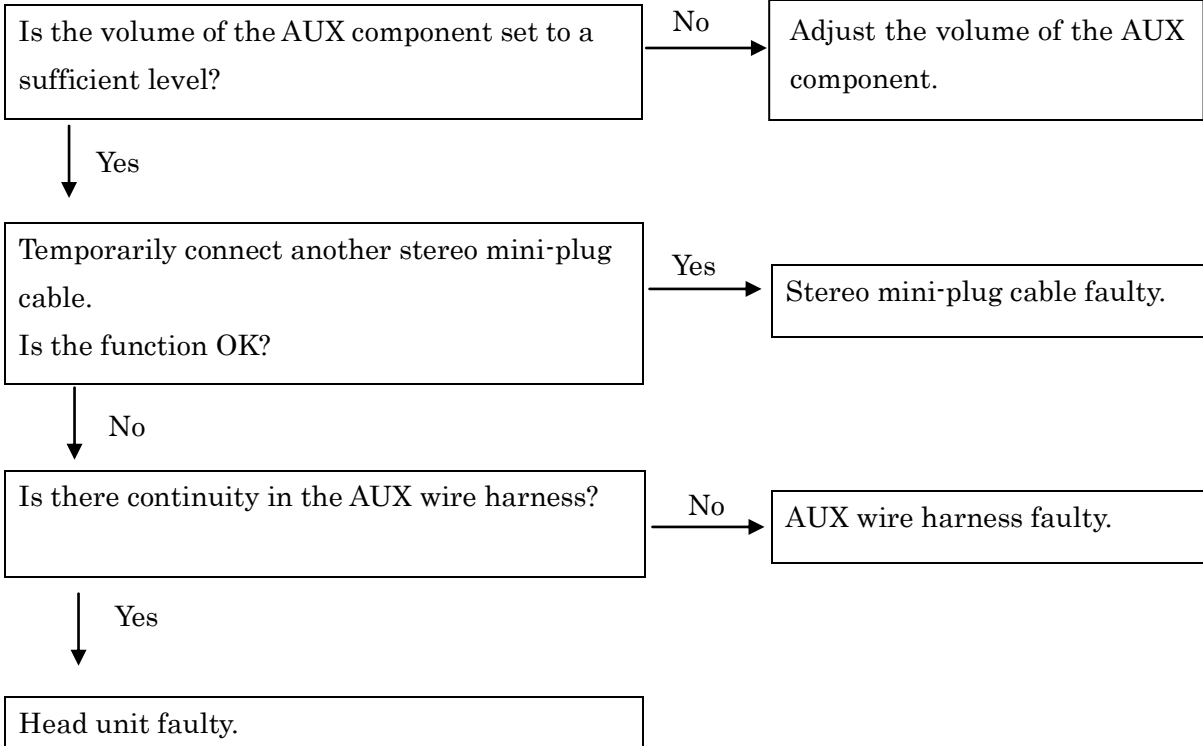 Is the volume of the AUX component set to a
sufficient level?
No
Adjust the volume of the AUX
component.
Yes
Temporarily connect another stereo mini-plug
cable.
Is the function OK?
Yes
Stereo mini-plug cable faulty.
No
Is there continuity in the AUX wire harness?
No
AUX wire harness faulty.
Yes
Head unit faulty.